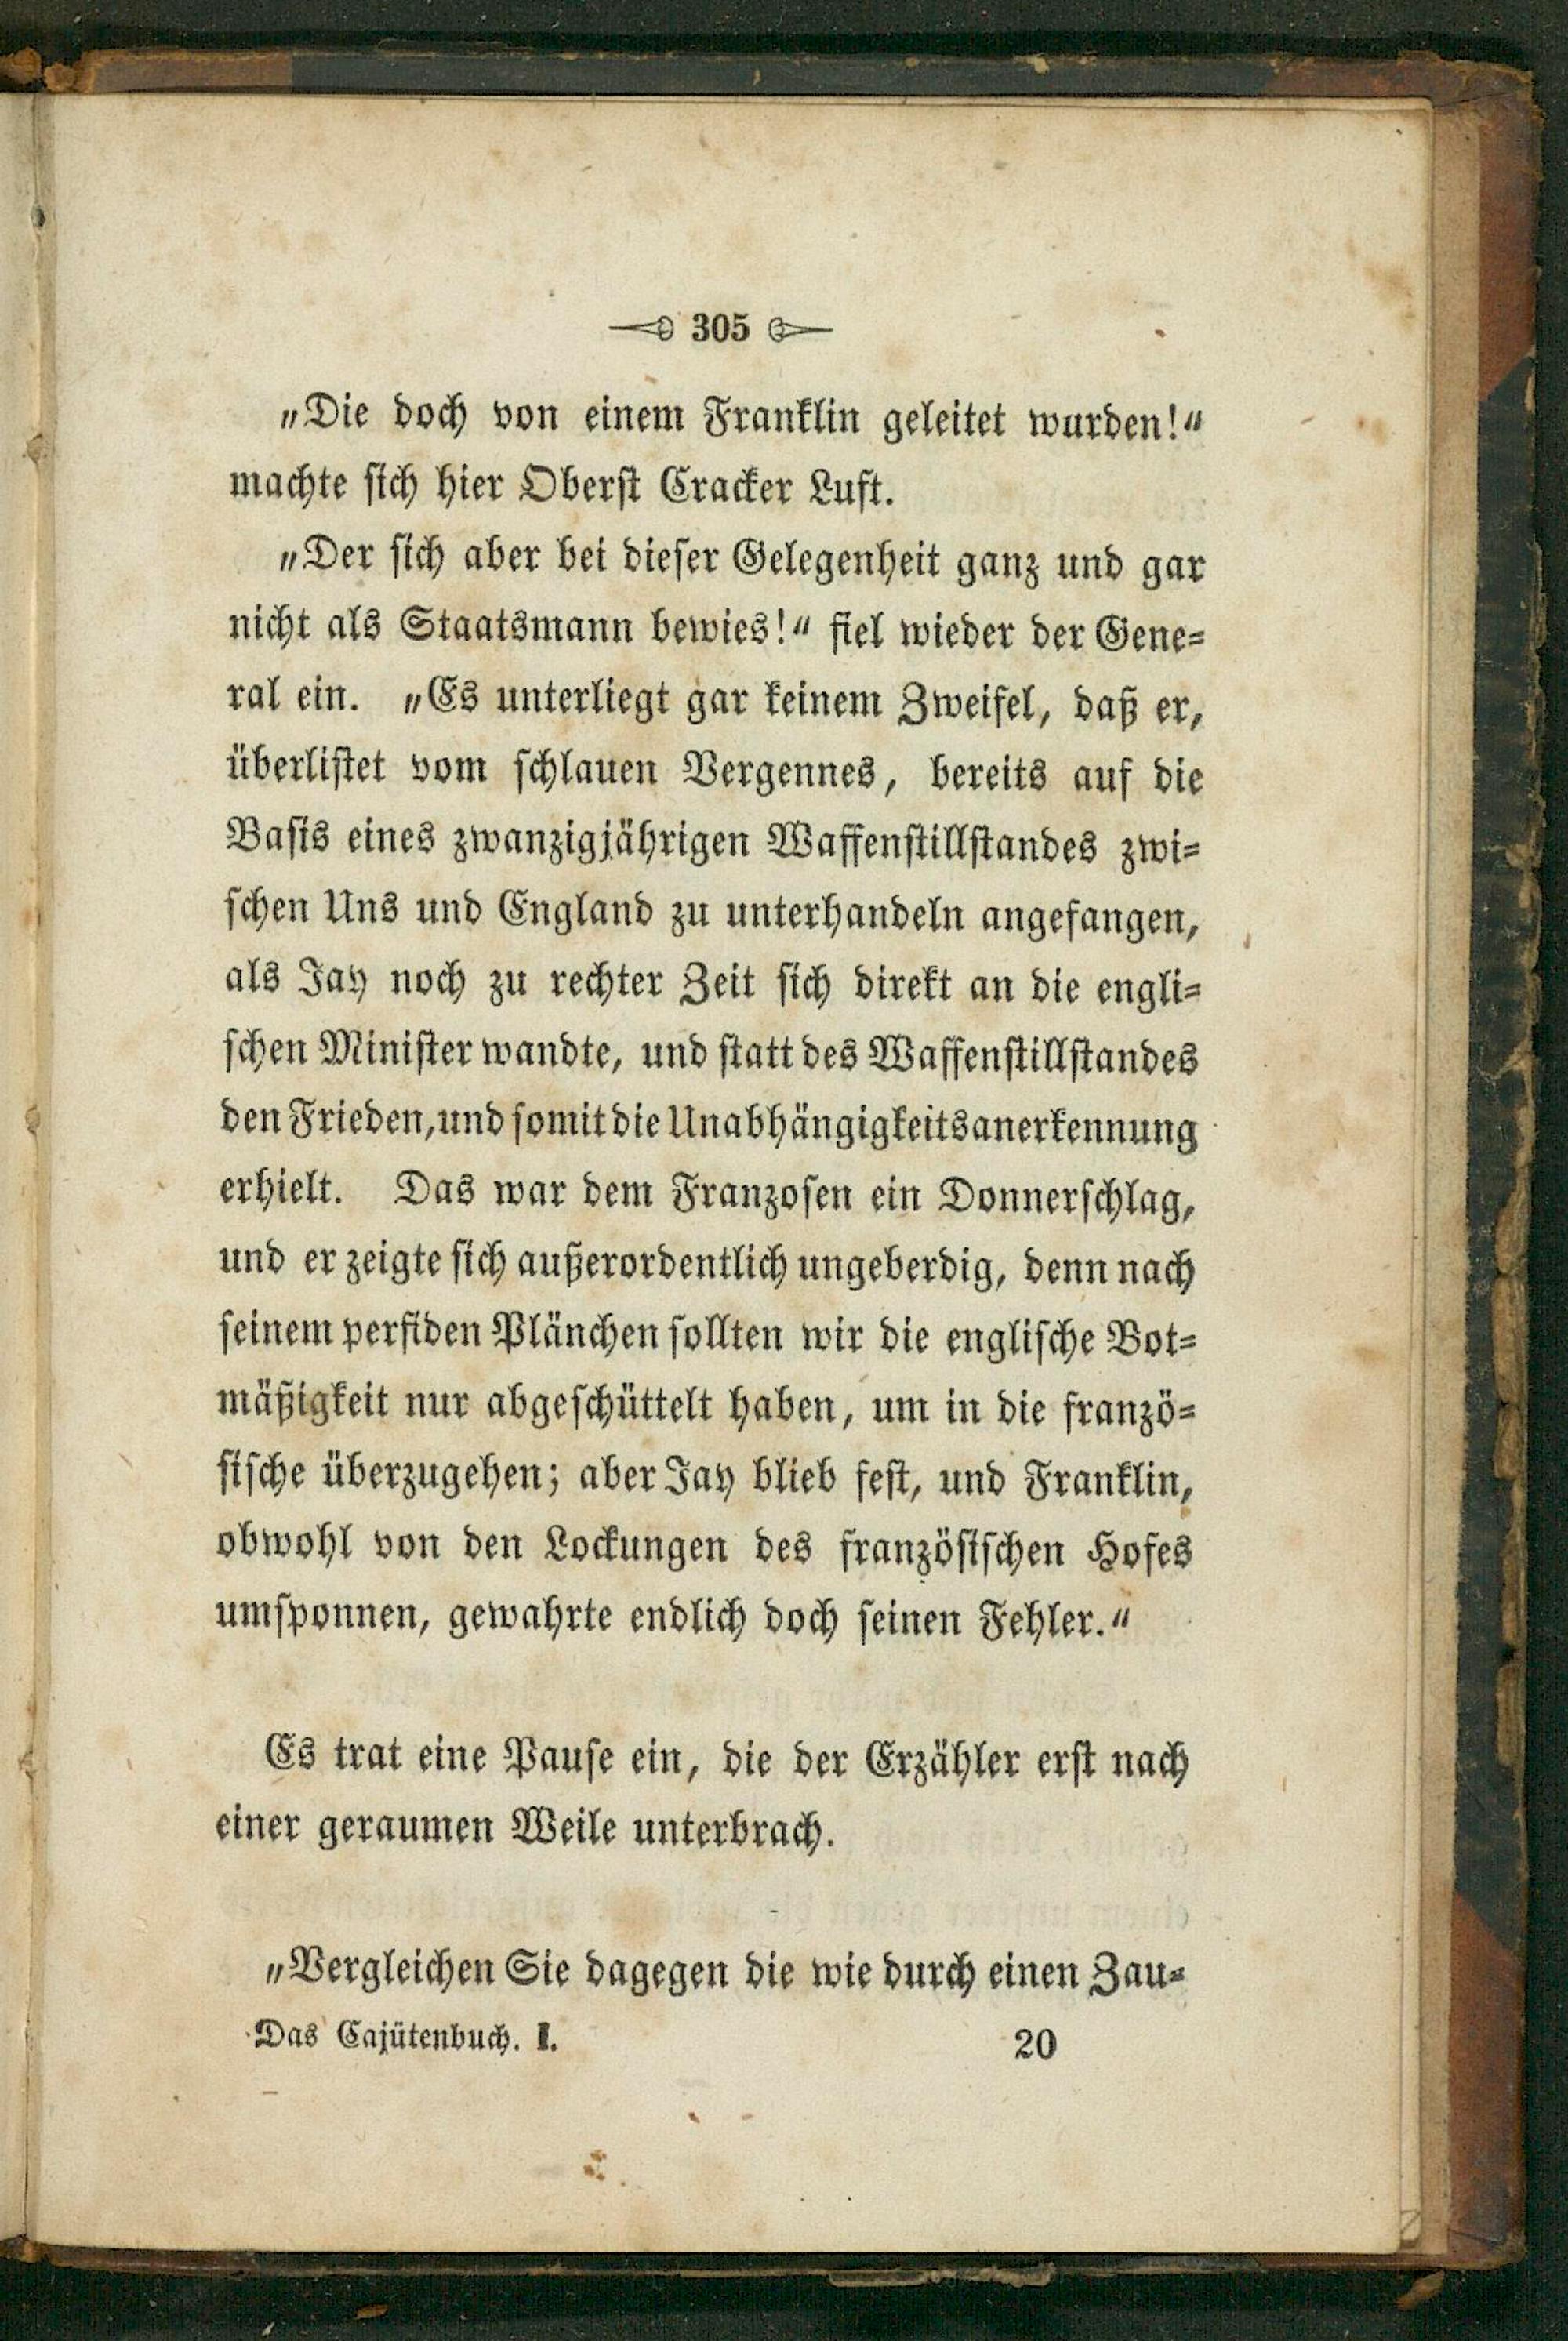 305
„Die doch von einem Franklin geleitet wurden!“
machte sich hier Oberst Cracker Luft.
„Der sich aber bei dieser Gelegenheit ganz und gar
nicht als Staatsmann bewies!“ fiel wieder der Gene-
ral ein. „Es unterliegt gar keinem Zweifel, daß er,
überlistet vom schlauen Vergennes, bereits auf die
Basis eines zwanzigjährigen Waffenstillstandes zwi-
schen Uns und England zu unterhandeln angefangen,
als Jay noch zu rechter Zeit sich direkt an die engli-
schen Minister wandte, und statt des Waffenstillstandes
den Frieden, und somit die Unabhängigkeitsanerkennung
erhielt. Das war dem Franzosen ein Donnerschlag,
und er zeigte sich außerordentlich ungeberdig, denn nach
seinem perfiden Plänchen sollten wir die englische Bot-
mäßigkeit nur abgeschüttelt haben, um in die franzö-
sische überzugehen; aber Jay blieb fest, und Franklin,
obwohl von den Lockungen des französischen Hofes
umsponnen, gewahrte endlich doch seinen Fehler.“
Es trat eine Pause ein, die der Erzähler erst nach
einer geraumen Weile unterbrach.
„Vergleichen Sie dagegen die wie durch einen Zau-
Das Cajütenbuch. I. 20